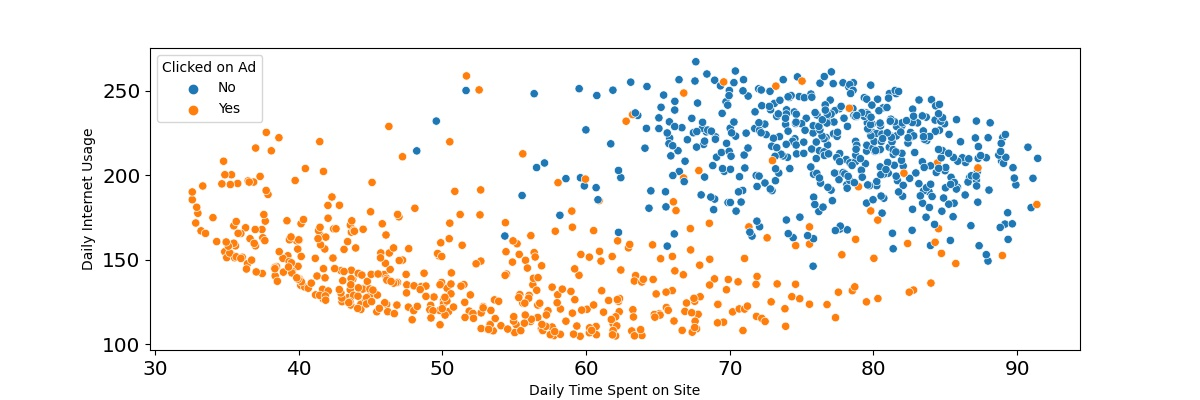 Clicked on Ad
No
Yes
250
200
150
100
Daily Internet Usage
30 40 50 60 70 80 90
Daily Time Spent on Site